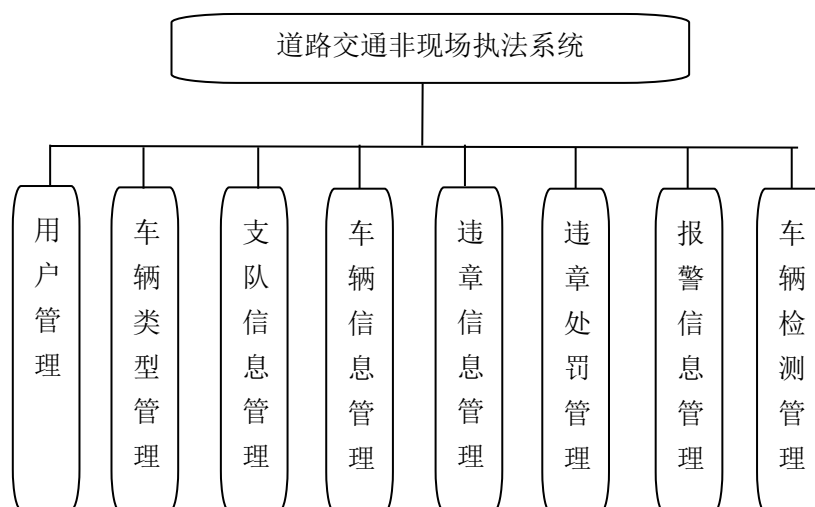 道路交通非现场执法系统
用户管理
车辆类型管理
支队信息管理
车辆信息管理
违章信息管理
违章处罚管理
报警信息管理
车辆检测管理